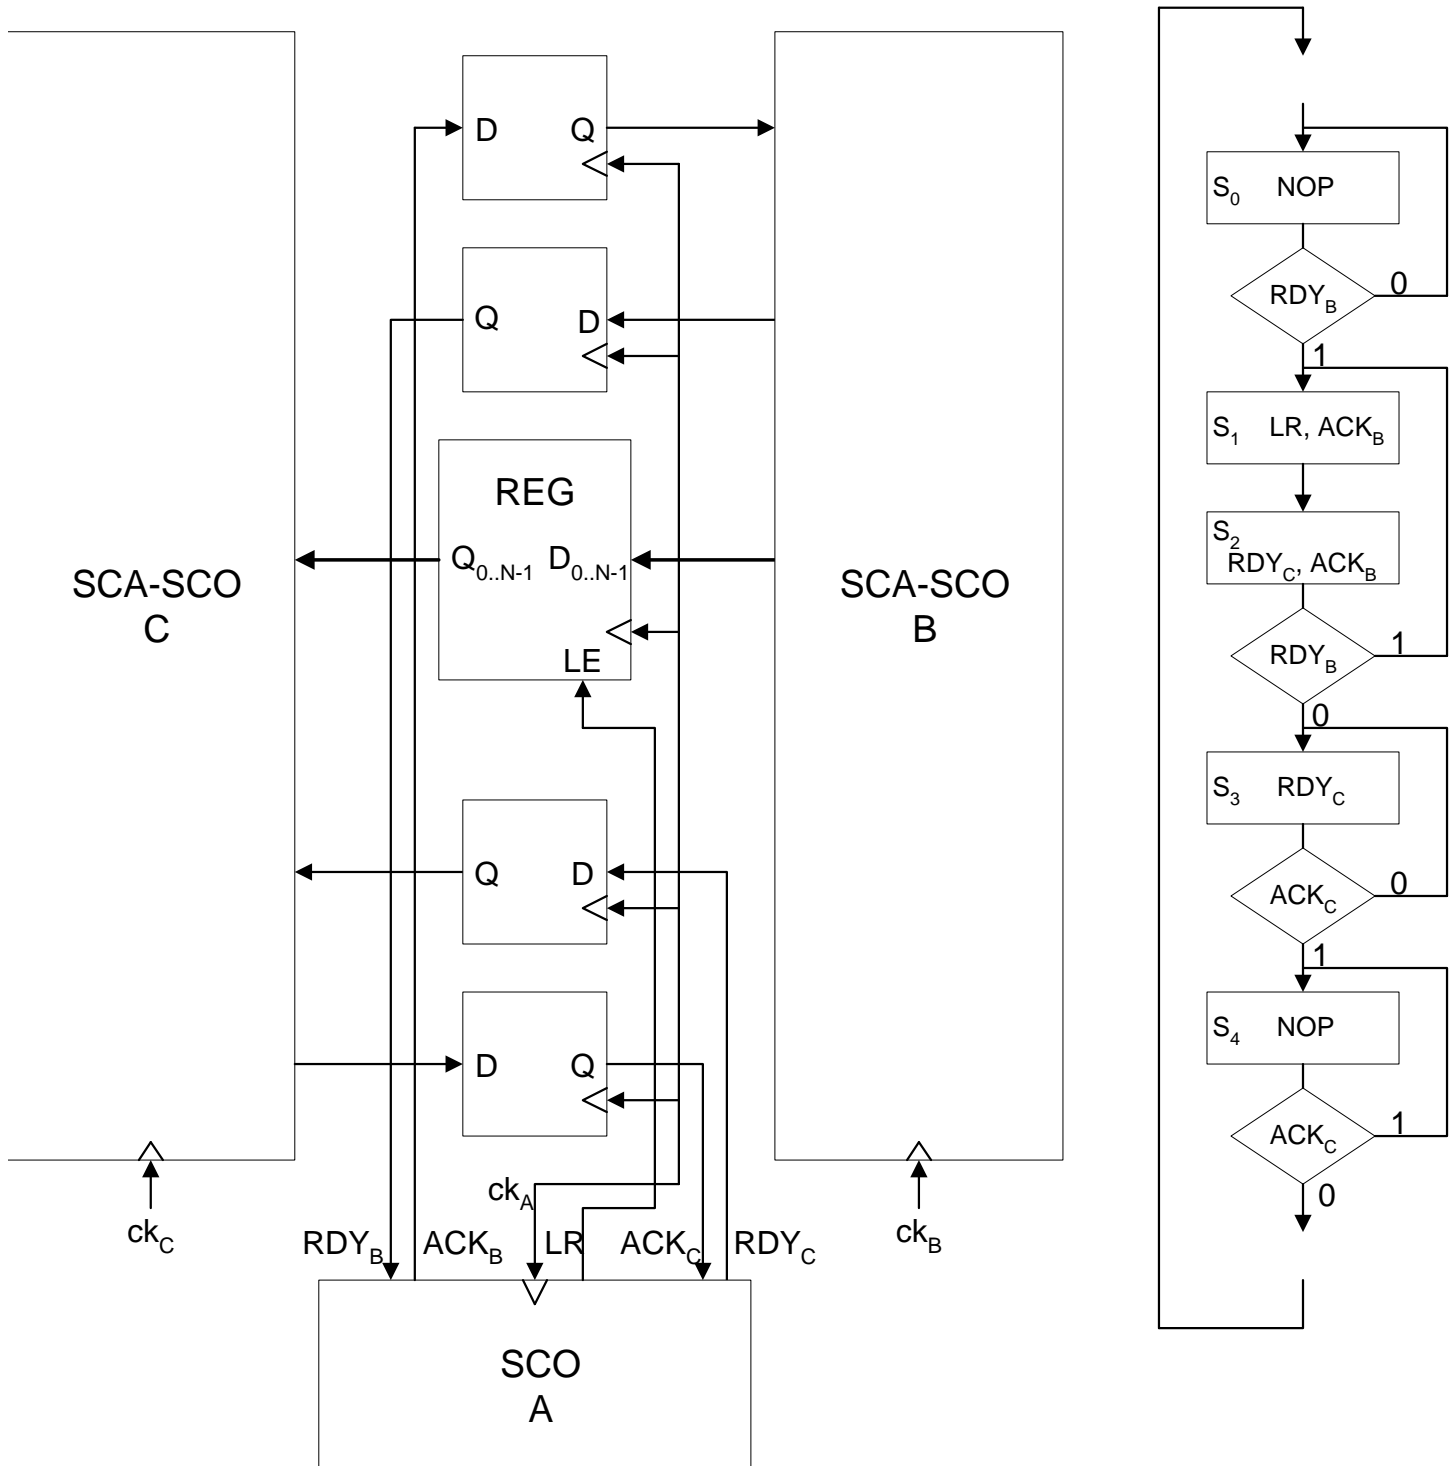 D Q
Q D
REG
Q0..N-1 D0..N-1
LE
SCA-SCO
C
SCA-SCO
B
Q D
D Q
ckC
ckA
ckB
RDYB ACKB LR ACKC RDYC
SCO
A
S0 NOP
RDYB
0
1
S1 LR, ACKB
S2
RDYC, ACKB
RDYB
1
0
S3 RDYC
ACKC
0
1
S4 NOP
ACKC
1
0